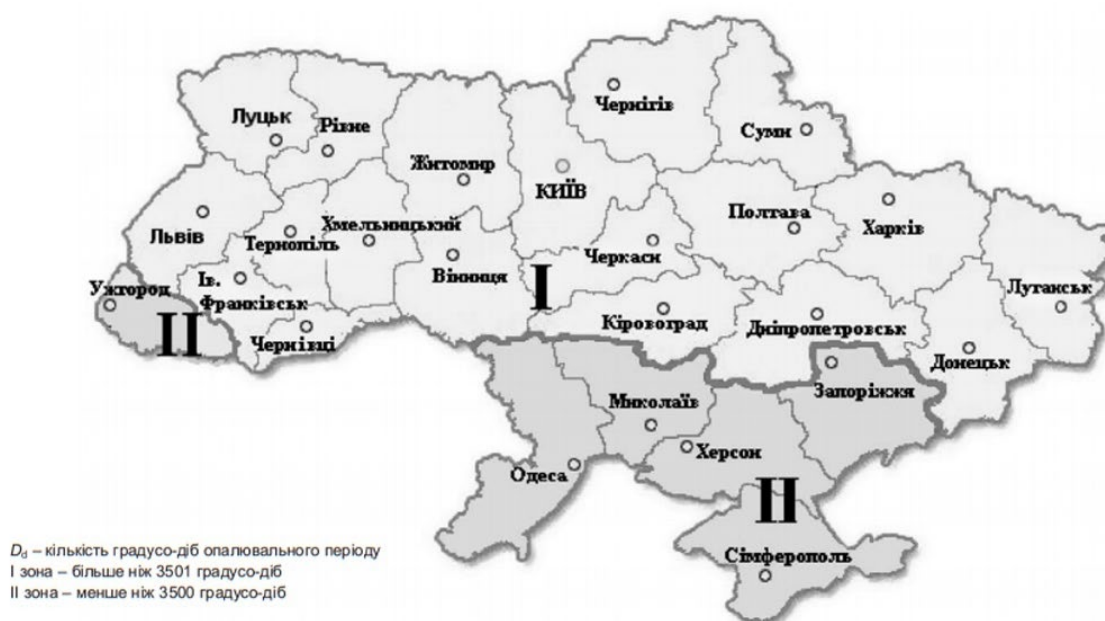 Чернігів
Луцьк
Рівне
Суми
Житомир
КИЇВ
Полтава
Харків
Львів
Тернопіль
Хмельницький
Вінниця
Черкаси
Ужгород
Ів.
Франківськ
I
Луганськ
II
Чернівці
Кіровоград
Дніпропетровськ
Донецьк
Запоріжжя
Миколаїв
Херсон
Одеса
II
Сімферополь
Dd – кількість градусо-діб опалювального періоду
I зона – більше ніж 3501 градусо-діб
II зона – менше ніж 3500 градусо-діб